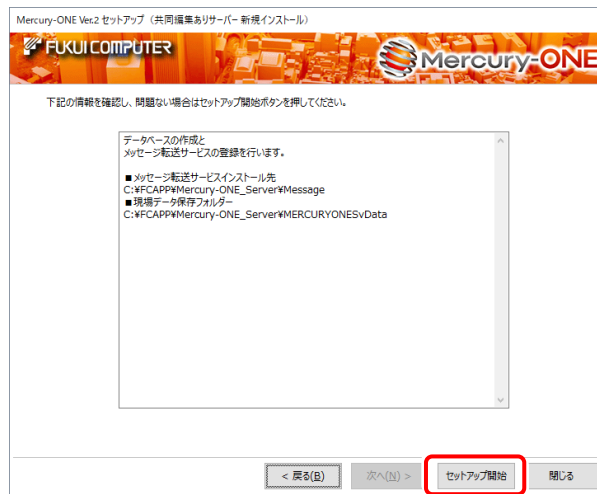 Mercury-ONE Ver.2 セットアップ（共同編集ありサーバー 新規インストール）
FUKUI COMPUTER
Mercury-ONE
下記の情報を確認し、問題ない場合はセットアップ開始ボタンを押してください。
データベースの作成と
メッセージ転送サービスの登録を行います。
■メッセージ転送サービスインストール先
C:¥FCAPP¥Mercury-ONE_Server¥Message
■現場データ保存フォルダー
C:¥FCAPP¥Mercury-ONE_Server¥MERCURYONESvData
< 戻る(B)
次へ(N) >
セットアップ開始
閉じる